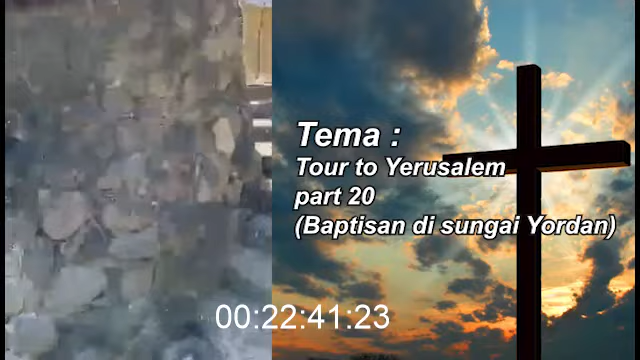 Tema :
Tour to Yerusalem
part 20
(Baptisan di sungai Yordan)
00:22:41:23